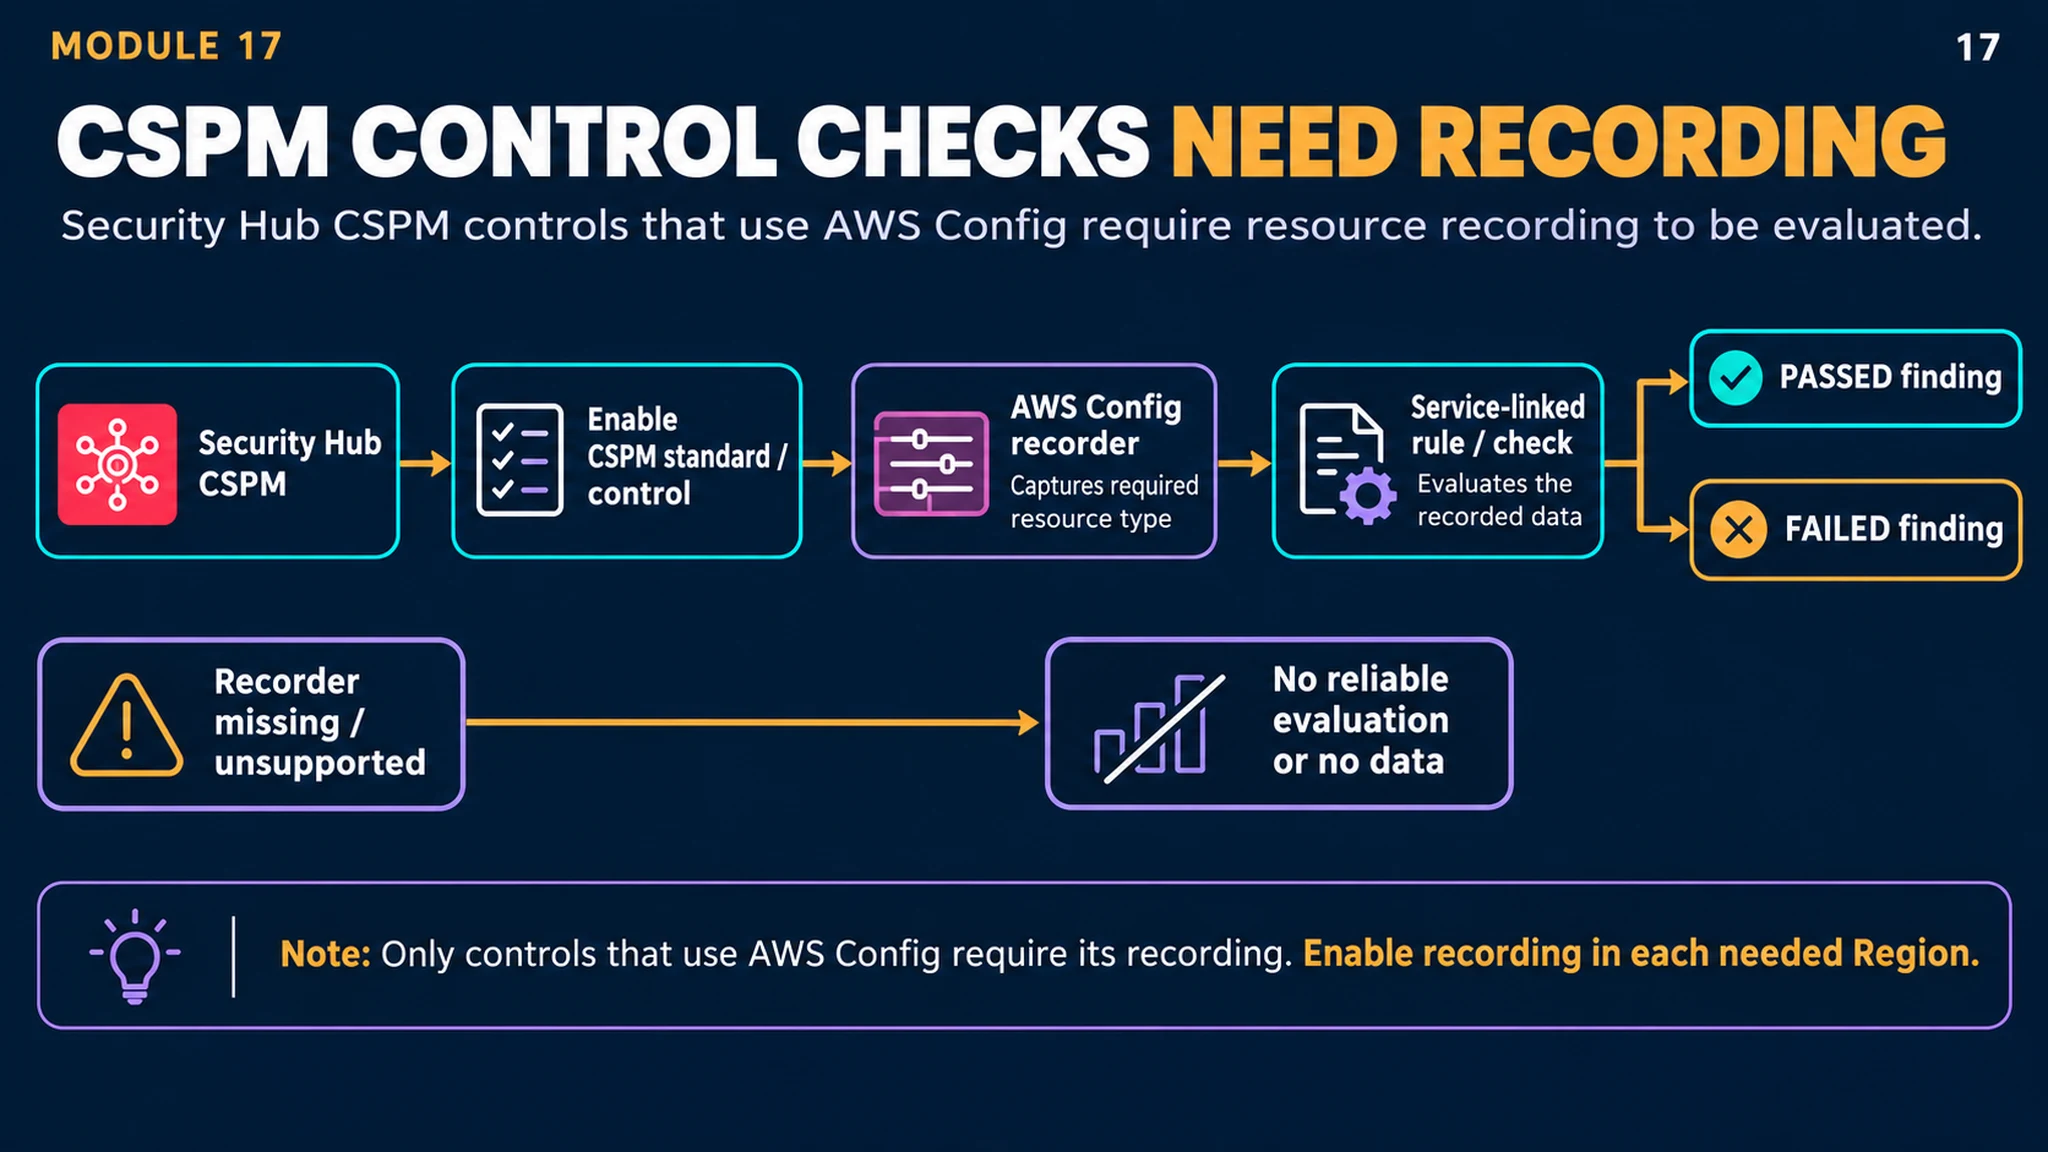 MODULE 17
17
CSPM CONTROL CHECKS NEED RECORDING
Security Hub CSPM controls that use AWS Config require resource recording to be evaluated.
Security Hub
CSPM
Enable
CSPM standard /
control
AWS Config
recorder
Captures required
resource type
Service-linked
rule / check
Evaluates the
recorded data
PASSED finding
FAILED finding
Recorder
missing /
unsupported
No reliable
evaluation
or no data
Note: Only controls that use AWS Config require its recording. Enable recording in each needed Region.